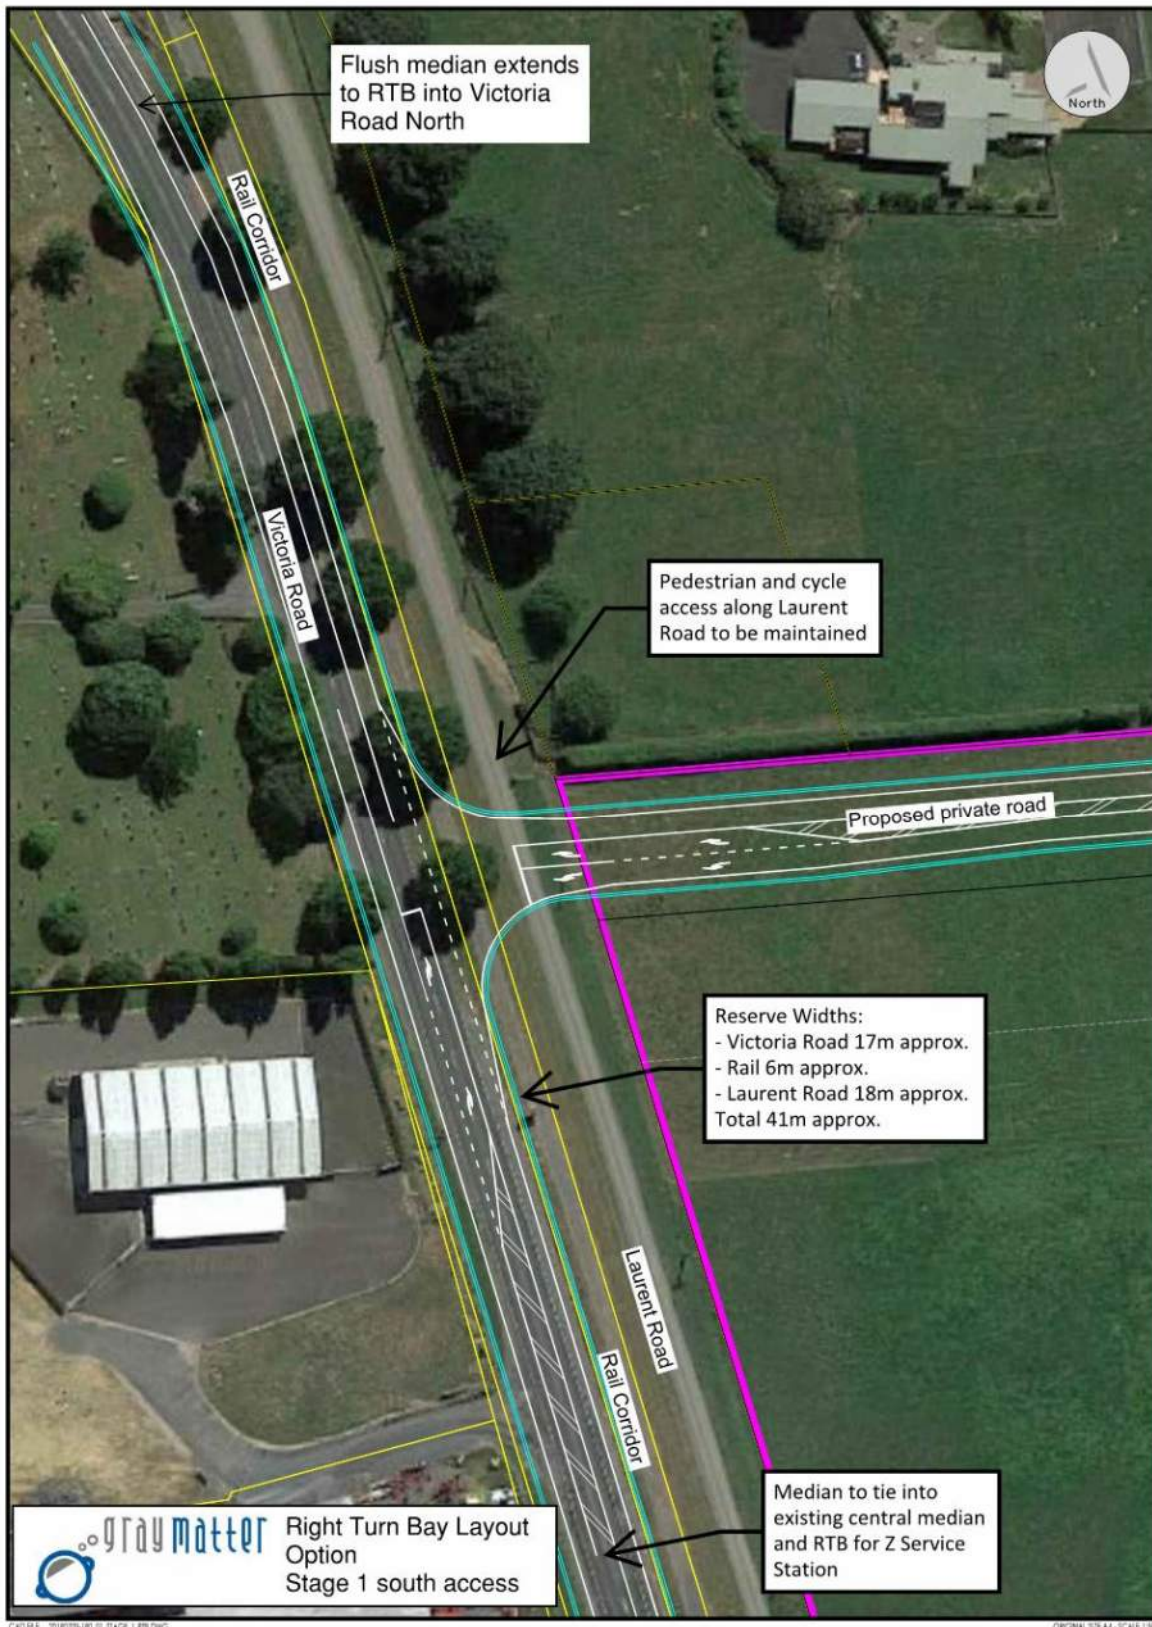 Flush median extends
to RTB into Victoria
Road North
North
Rail Corridor
Victoria Road
Pedestrian and cycle
access along Laurent
Road to be maintained
Proposed private road
Reserve Widths:
- Victoria Road 17m approx.
- Rail 6m approx.
- Laurent Road 18m approx.
Total 41m approx.
Laurent Road
Rail Corridor
Median to tie into
existing central median
and RTB for Z Service
Station
gray matter
Right Turn Bay Layout
Option
Stage 1 south access